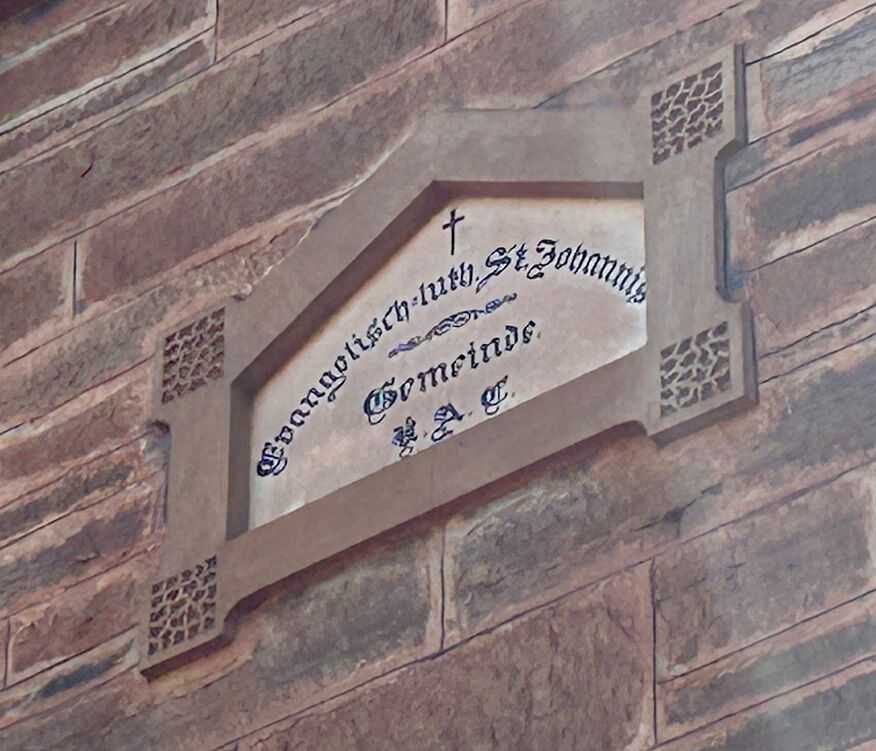 Evangelisch-luth. St. Johannis
Gemeinde.
U. A. C.